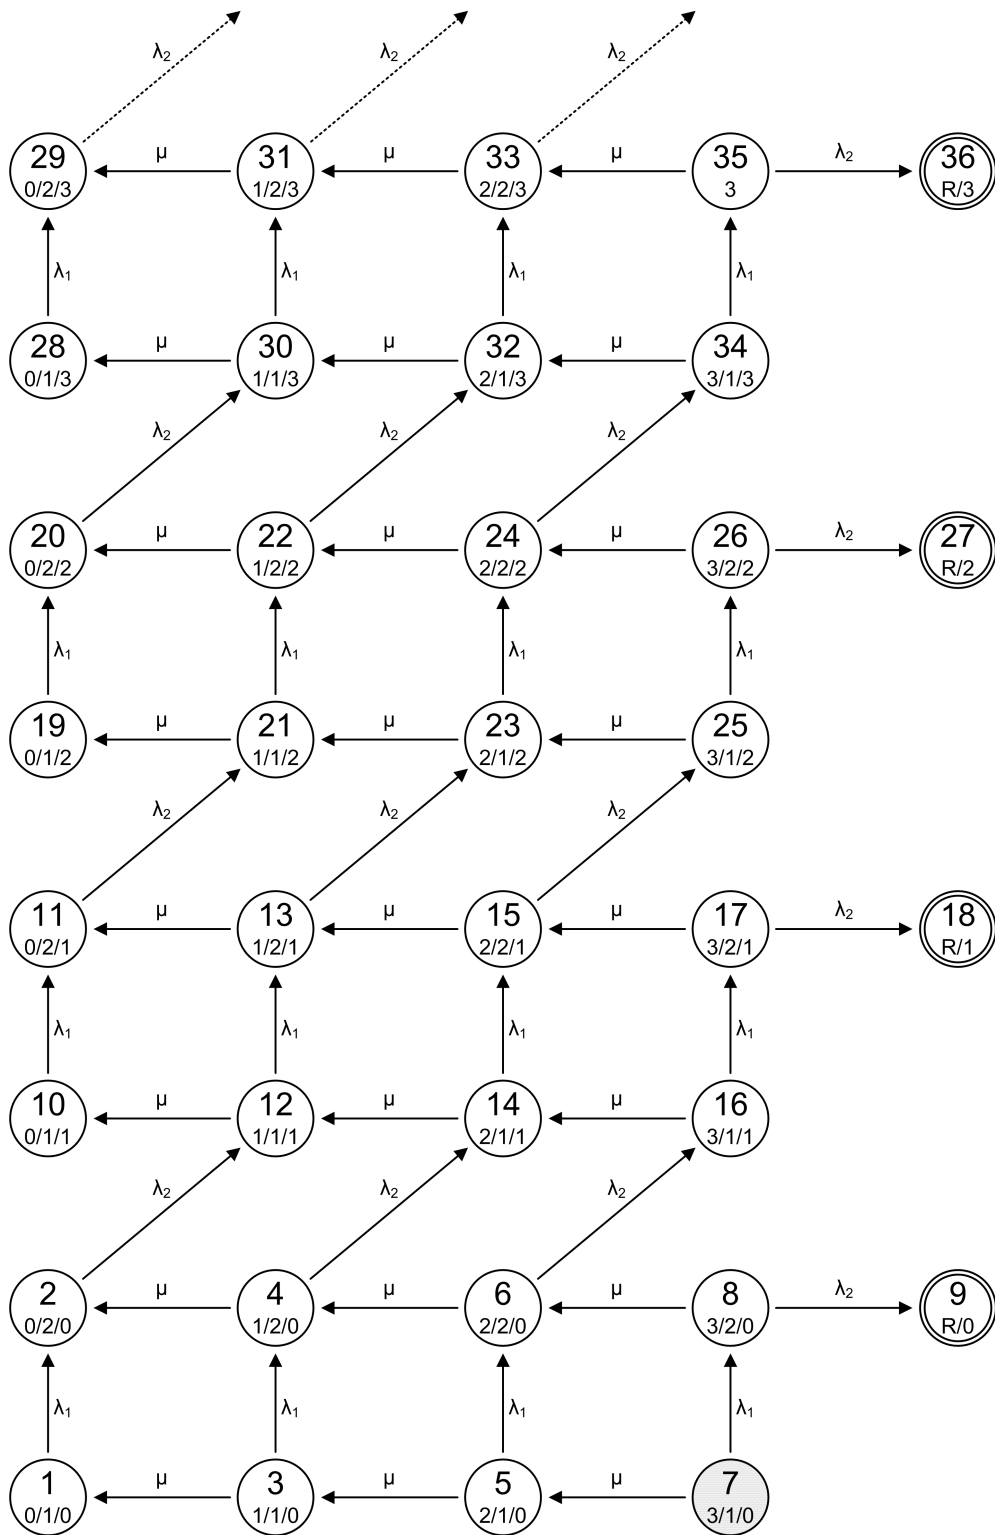 λ₂ λ₂ λ₂
μ μ μ λ₂
29 31 33 35 36
0/2/3 1/2/3 2/2/3 3 R/3
λ₁ λ₁ λ₁ λ₁
μ μ μ
28 30 32 34
0/1/3 1/1/3 2/1/3 3/1/3
λ₂ λ₂ λ₂
μ μ μ λ₂
20 22 24 26 27
0/2/2 1/2/2 2/2/2 3/2/2 R/2
λ₁ λ₁ λ₁ λ₁
μ μ μ
19 21 23 25
0/1/2 1/1/2 2/1/2 3/1/2
λ₂ λ₂ λ₂
μ μ μ λ₂
11 13 15 17 18
0/2/1 1/2/1 2/2/1 3/2/1 R/1
λ₁ λ₁ λ₁ λ₁
μ μ μ
10 12 14 16
0/1/1 1/1/1 2/1/1 3/1/1
λ₂ λ₂ λ₂
μ μ μ λ₂
2 4 6 8 9
0/2/0 1/2/0 2/2/0 3/2/0 R/0
λ₁ λ₁ λ₁ λ₁
μ μ μ
1 3 5 7
0/1/0 1/1/0 2/1/0 3/1/0